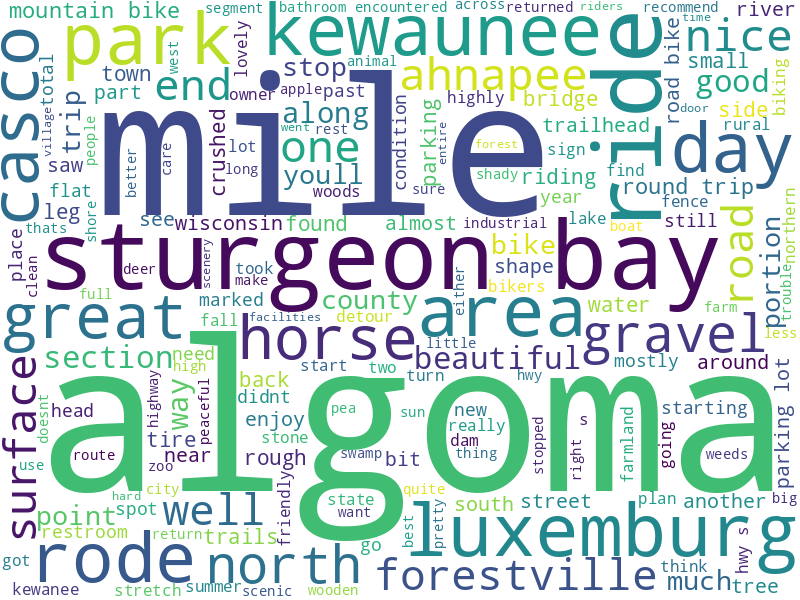 mountain bike
segment
bathroom encountered
across
returned
riders
recommend
river
casco
park
west
lovely
kewaunee
ride
road bike
nice
time
town
trip
end
stop
ahnapee
small
animal
total
village
part
owner
apple
past
highly
bridge
good
door
biking
people
mile
along
condition
parking
trailhead
side
saw
better
care
crushed
lot
went
rest
one
entire
forest
sign
rural
day
flat
long
youll
woods
sure
shady
riding
find
round trip
leg
shore
see
wisconsin
found
almost
industrial
year
fence
thats
lake
boat
still
place
clean
deer
scenery
sturgeon bay
bike
shape
bikers
road
portion
northern
trouble
took
make
full
marked
county
either
water
farm
less
great
fall
facilities
detour
area
gravel
horse
little
surface
section
need
high
start
two
beautiful
mostly
around
doesnt
highway
way
peaceful
back
turn
hwy
starting
parking lot
head
didnt
enjoy
pea
sun
new
really
s
farmland
going
tire
stone
dam
stopped
weeds
route
algoma
near
rough
swamp
bit
thing
right
use
zoo
friendly
city
quite
hard
state
south
street
plan
another
big
point
spot
well
want
best
pretty
restroom
return
trails
go
luxemburg
hwy s
got
rode
north
forestville
think
kewanee
stretch
summer
scenic
wooden
much
tree